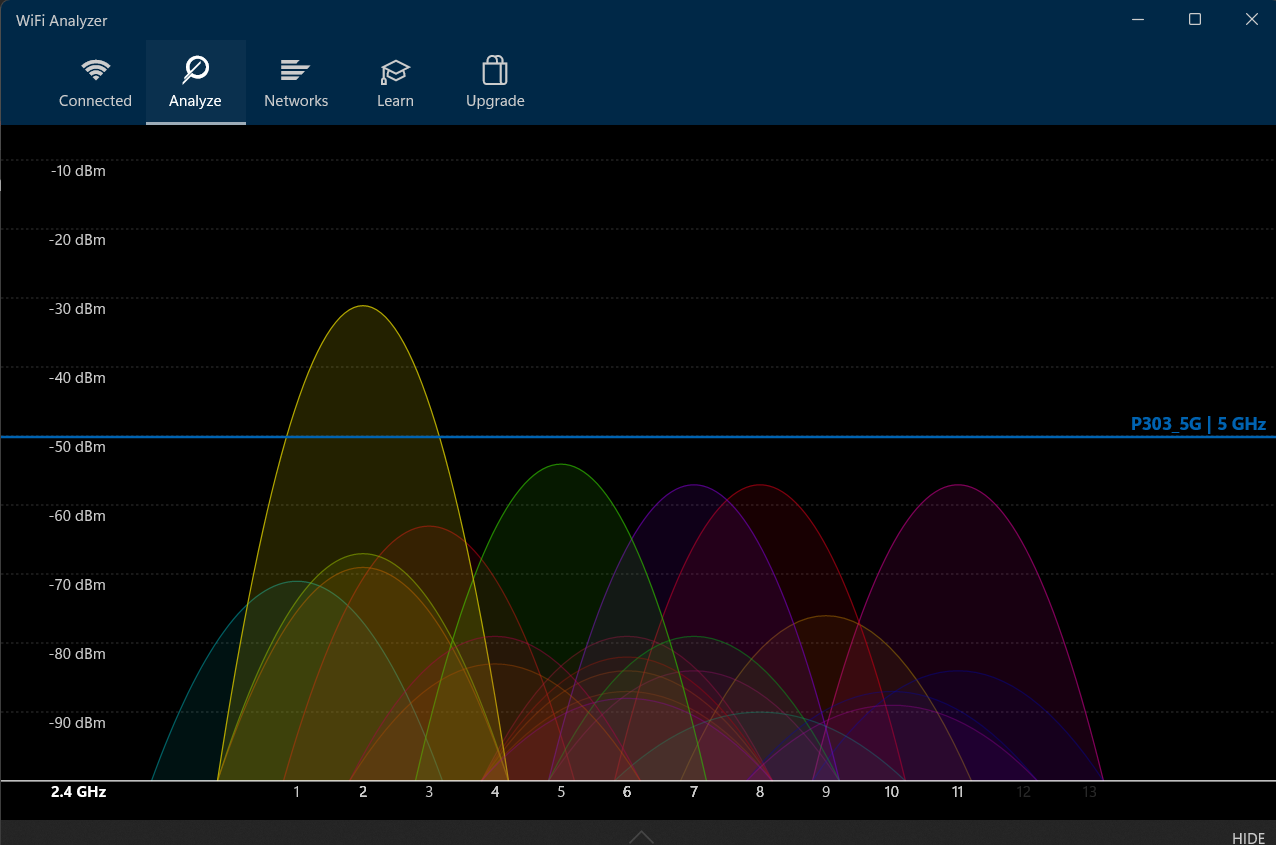 WiFi Analyzer
Connected
Analyze
Networks
Learn
Upgrade
-10 dBm
-20 dBm
-30 dBm
-40 dBm
P303_5G | 5 GHz
-50 dBm
-60 dBm
-70 dBm
-80 dBm
-90 dBm
2.4 GHz 1 2 3 4 5 6 7 8 9 10 11 12 13
HIDE